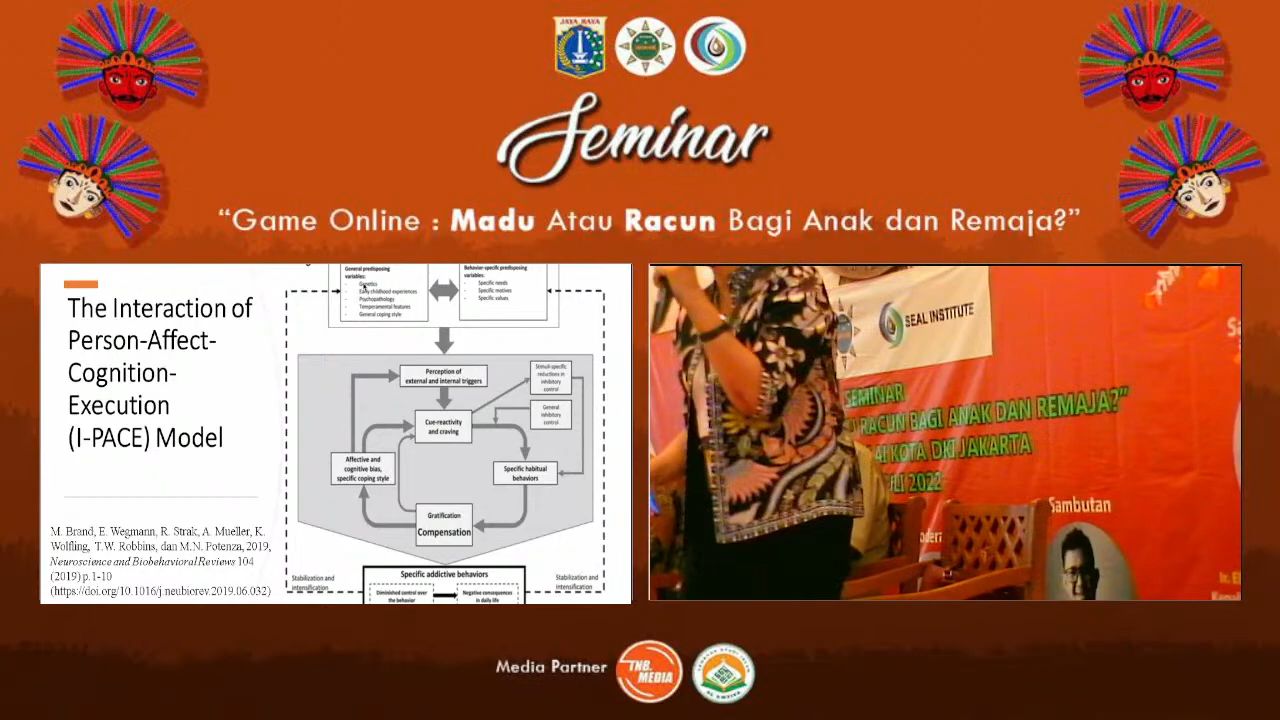 JAYA RAYA
Seminar
“Game Online : Madu Atau Racun Bagi Anak dan Remaja?”
The Interaction of
Person-Affect-
Cognition-
Execution
(I-PACE) Model
M. Brand, E. Wegmann, R. Strak, A. Mueller, K.
Wolfling, T.W. Robbins, dan M.N. Potenza, 2019,
Neuroscience and Biobehavioral Reviews 104
(2019) p.1-10
(https://doi.org/10.1016/j.neubiorev.2019.06.032)
General predisposing
variables:
- Genetics
- Early childhood experiences
- Psychopathology
- Temperamental features
- General coping style
Behavior-specific predisposing
variables:
- Specific needs
- Specific motives
- Specific values
Perception of
external and internal triggers
Stimuli-specific
reductions in
inhibitory
control
Cue-reactivity
and craving
General
inhibitory
control
Affective and
cognitive bias,
specific coping style
Specific habitual
behaviors
Gratification
Compensation
Stabilization and
intensification
Specific addictive behaviors
Diminished control over
the behavior
Negative consequences
in daily life
Stabilization and
intensification
SEAL INSTITUTE
SEMINAR
RACUN BAGI ANAK DAN REMAJA?”
KOTA DKI JAKARTA
2022
Sambutan
Media Partner
TNB.
MEDIA